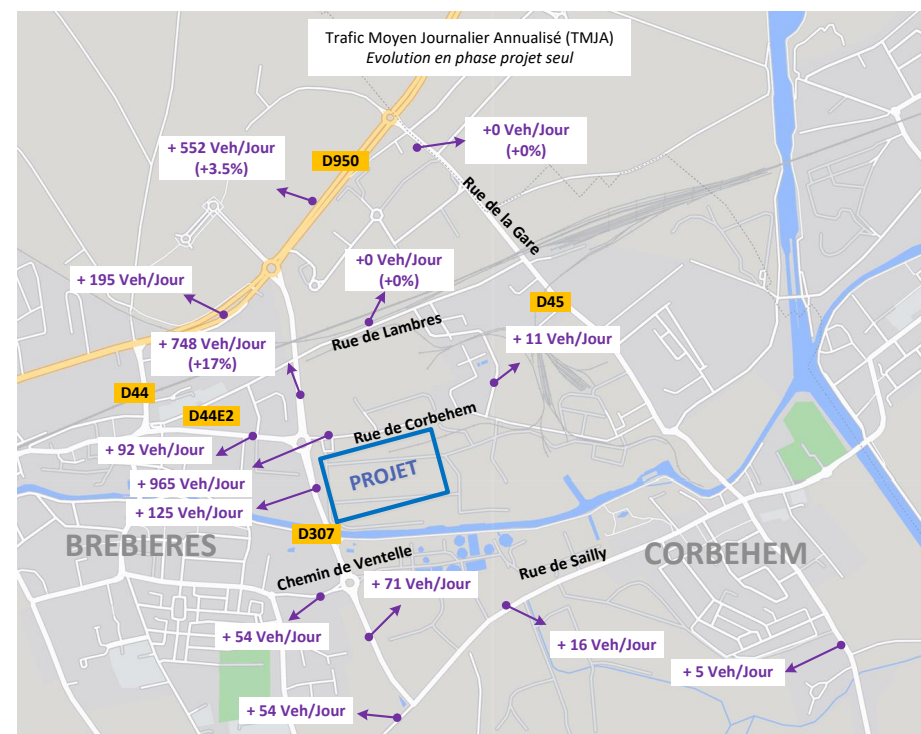 Trafic Moyen Journalier Annualisé (TMJA)
Evolution en phase projet seul
+0 Veh/Jour
(+0%)
+ 552 Veh/Jour
(+3.5%)
D950
Rue de la Gare
+0 Veh/Jour
(+0%)
+ 195 Veh/Jour
D45
Rue de Lambres
+ 748 Veh/Jour
(+17%)
+ 11 Veh/Jour
D44
D44E2
Rue de Corbehem
+ 92 Veh/Jour
PROJET
+ 965 Veh/Jour
+ 125 Veh/Jour
D307
BREBIERES
CORBEHEM
Chemin de Ventelle
Rue de Sailly
+ 71 Veh/Jour
+ 54 Veh/Jour
+ 16 Veh/Jour
+ 5 Veh/Jour
+ 54 Veh/Jour